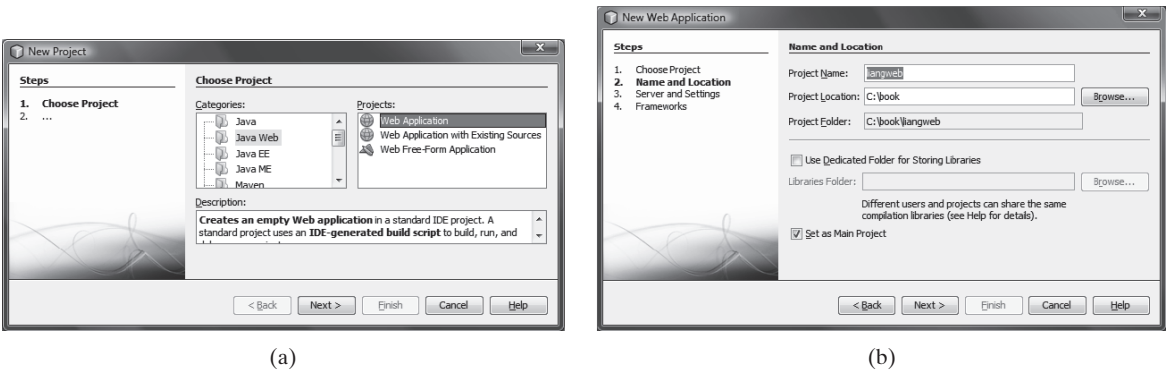 New Project
Steps
1. Choose Project
2. ...
Choose Project
Categories:
Java
Java Web
Java EE
Java ME
Maven
Projects:
Web Application
Web Application with Existing Sources
Web Free-Form Application
Description:
Creates an empty Web application in a standard IDE project. A
standard project uses an IDE-generated build script to build, run, and
< Back
Next >
Finish
Cancel
Help
(a)
New Web Application
Steps
1. Choose Project
2. Name and Location
3. Server and Settings
4. Frameworks
Name and Location
Project Name: liangweb
Project Location: C:\book
Browse...
Project Folder: C:\book\liangweb
Use Dedicated Folder for Storing Libraries
Libraries Folder:
Browse...
Different users and projects can share the same
compilation libraries (see Help for details).
Set as Main Project
< Back
Next >
Finish
Cancel
Help
(b)